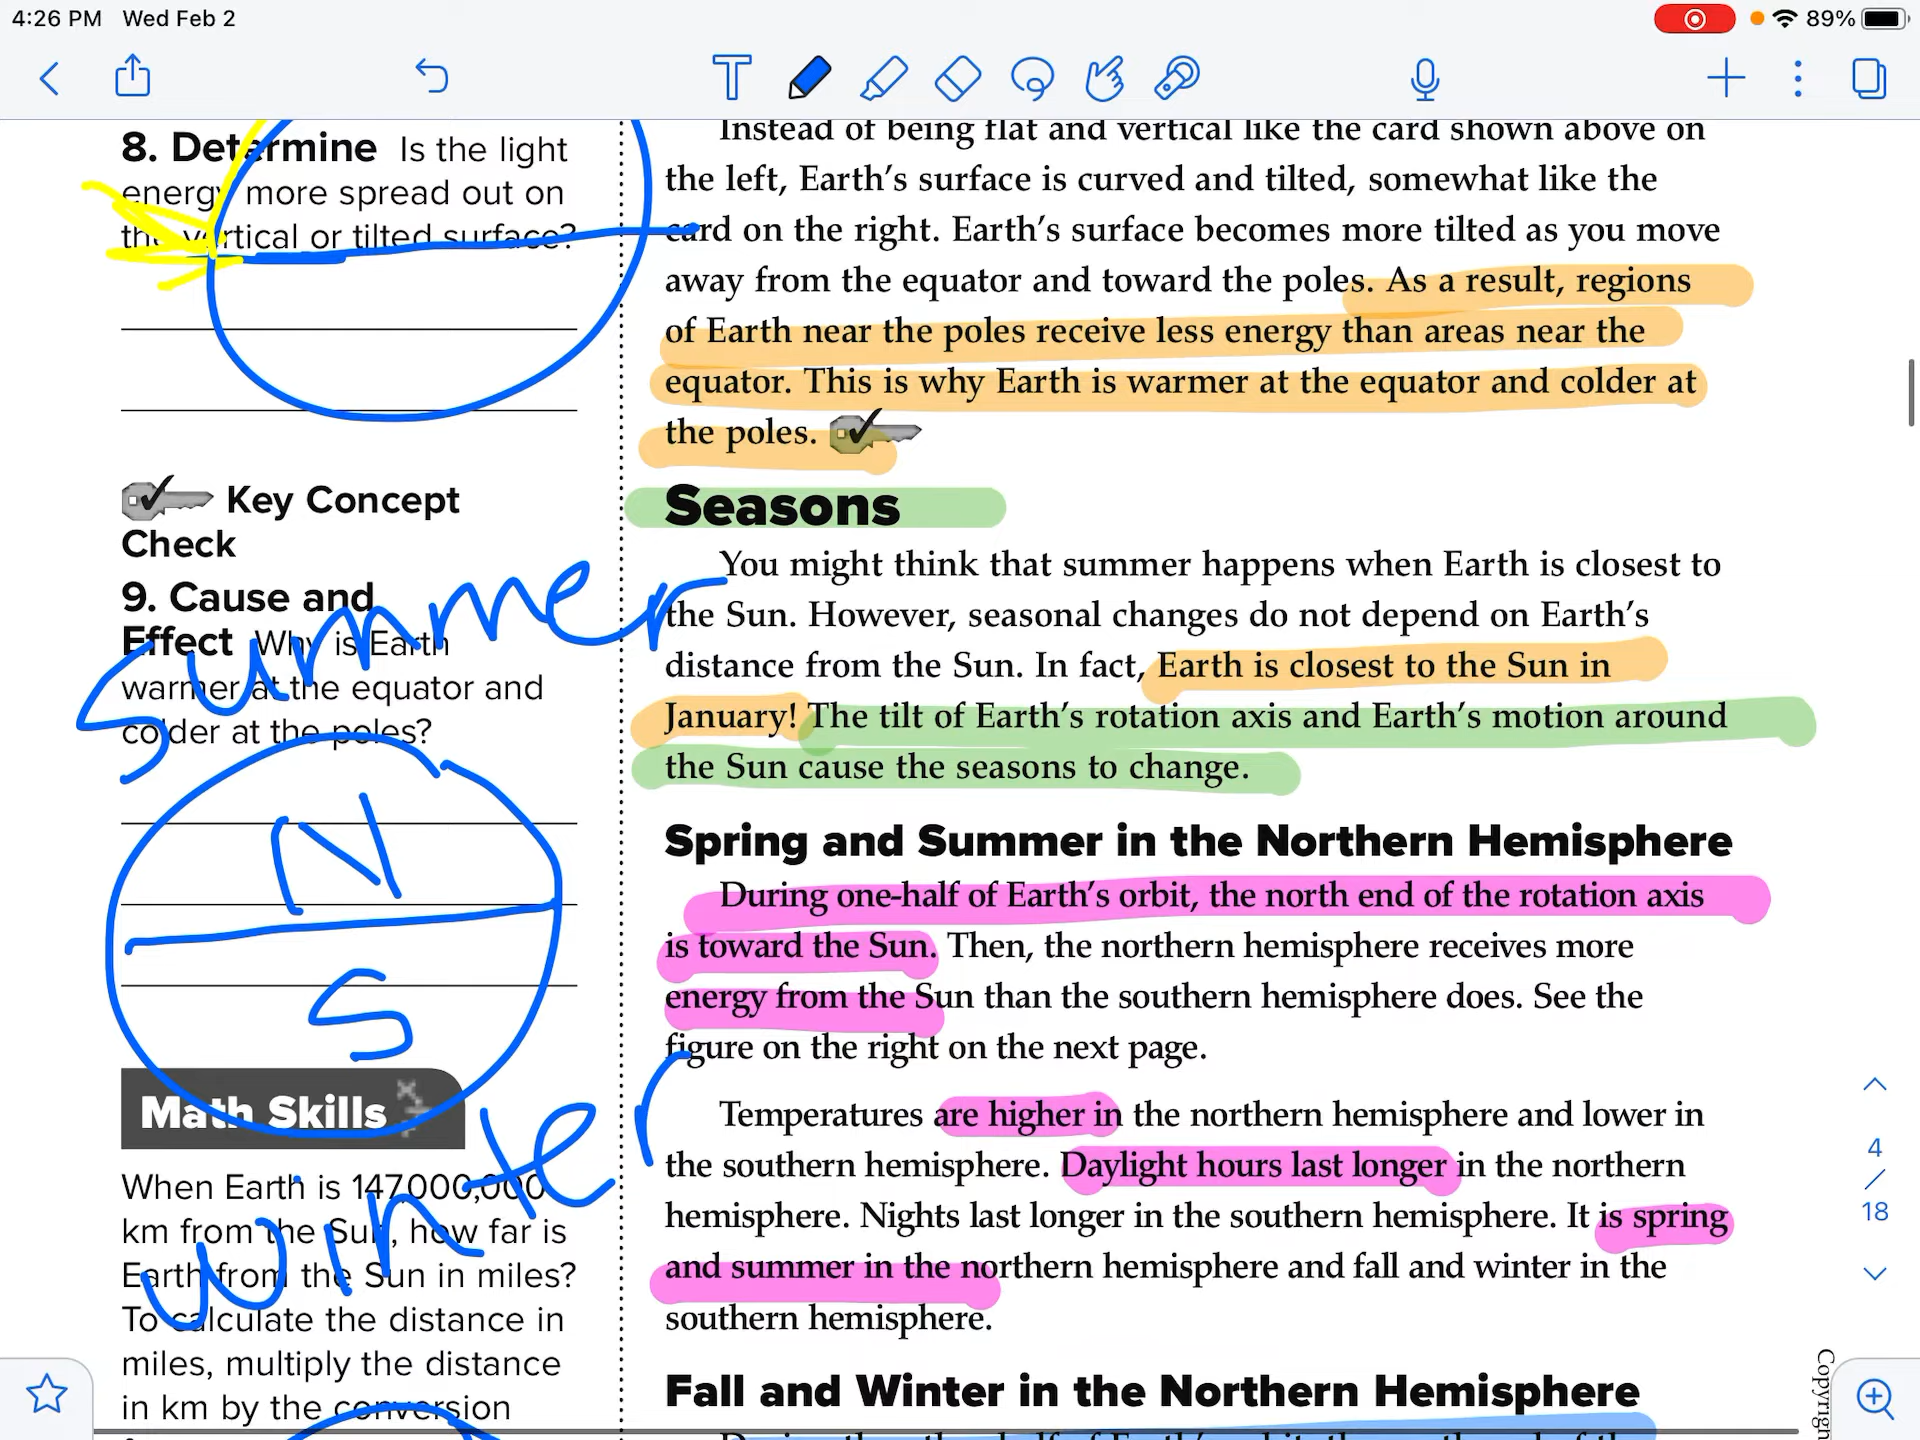 4:26 PM Wed Feb 2
89%
8. Determine Is the light
energy more spread out on
the vertical or tilted surface?
Key Concept
Check
9. Cause and
Effect Why is Earth
warmer at the equator and
colder at the poles?
Summer
N
S
winter
Math Skills
When Earth is 147,000,000
km from the Sun, how far is
Earth from the Sun in miles?
To calculate the distance in
miles, multiply the distance
in km by the conversion
Instead of being flat and vertical like the card shown above on
the left, Earth's surface is curved and tilted, somewhat like the
card on the right. Earth's surface becomes more tilted as you move
away from the equator and toward the poles. As a result, regions
of Earth near the poles receive less energy than areas near the
equator. This is why Earth is warmer at the equator and colder at
the poles.
Seasons
You might think that summer happens when Earth is closest to
the Sun. However, seasonal changes do not depend on Earth's
distance from the Sun. In fact, Earth is closest to the Sun in
January! The tilt of Earth's rotation axis and Earth's motion around
the Sun cause the seasons to change.
Spring and Summer in the Northern Hemisphere
During one-half of Earth's orbit, the north end of the rotation axis
is toward the Sun. Then, the northern hemisphere receives more
energy from the Sun than the southern hemisphere does. See the
figure on the right on the next page.
Temperatures are higher in the northern hemisphere and lower in
the southern hemisphere. Daylight hours last longer in the northern
hemisphere. Nights last longer in the southern hemisphere. It is spring
and summer in the northern hemisphere and fall and winter in the
southern hemisphere.
Fall and Winter in the Northern Hemisphere
4
/
18